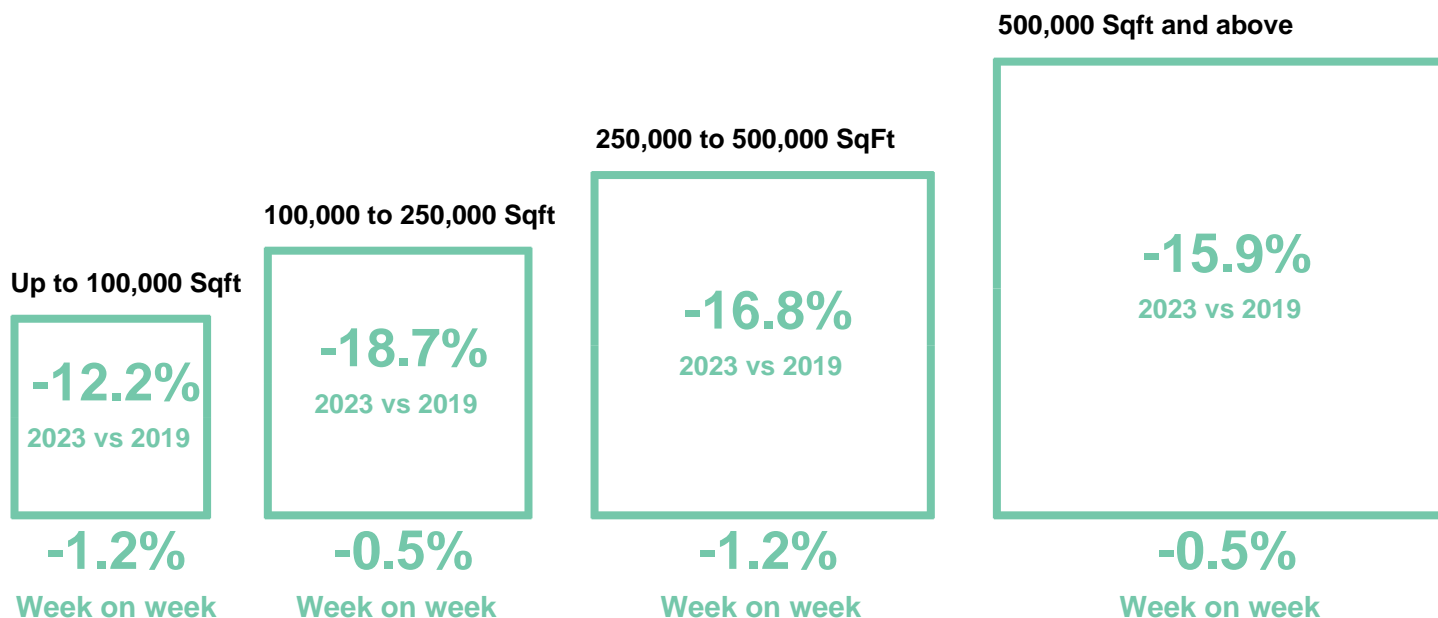 Up to 100,000 Sqft
-12.2%
2023 vs 2019
-1.2%
Week on week
100,000 to 250,000 Sqft
-18.7%
2023 vs 2019
-0.5%
Week on week
250,000 to 500,000 SqFt
-16.8%
2023 vs 2019
-1.2%
Week on week
500,000 Sqft and above
-15.9%
2023 vs 2019
-0.5%
Week on week